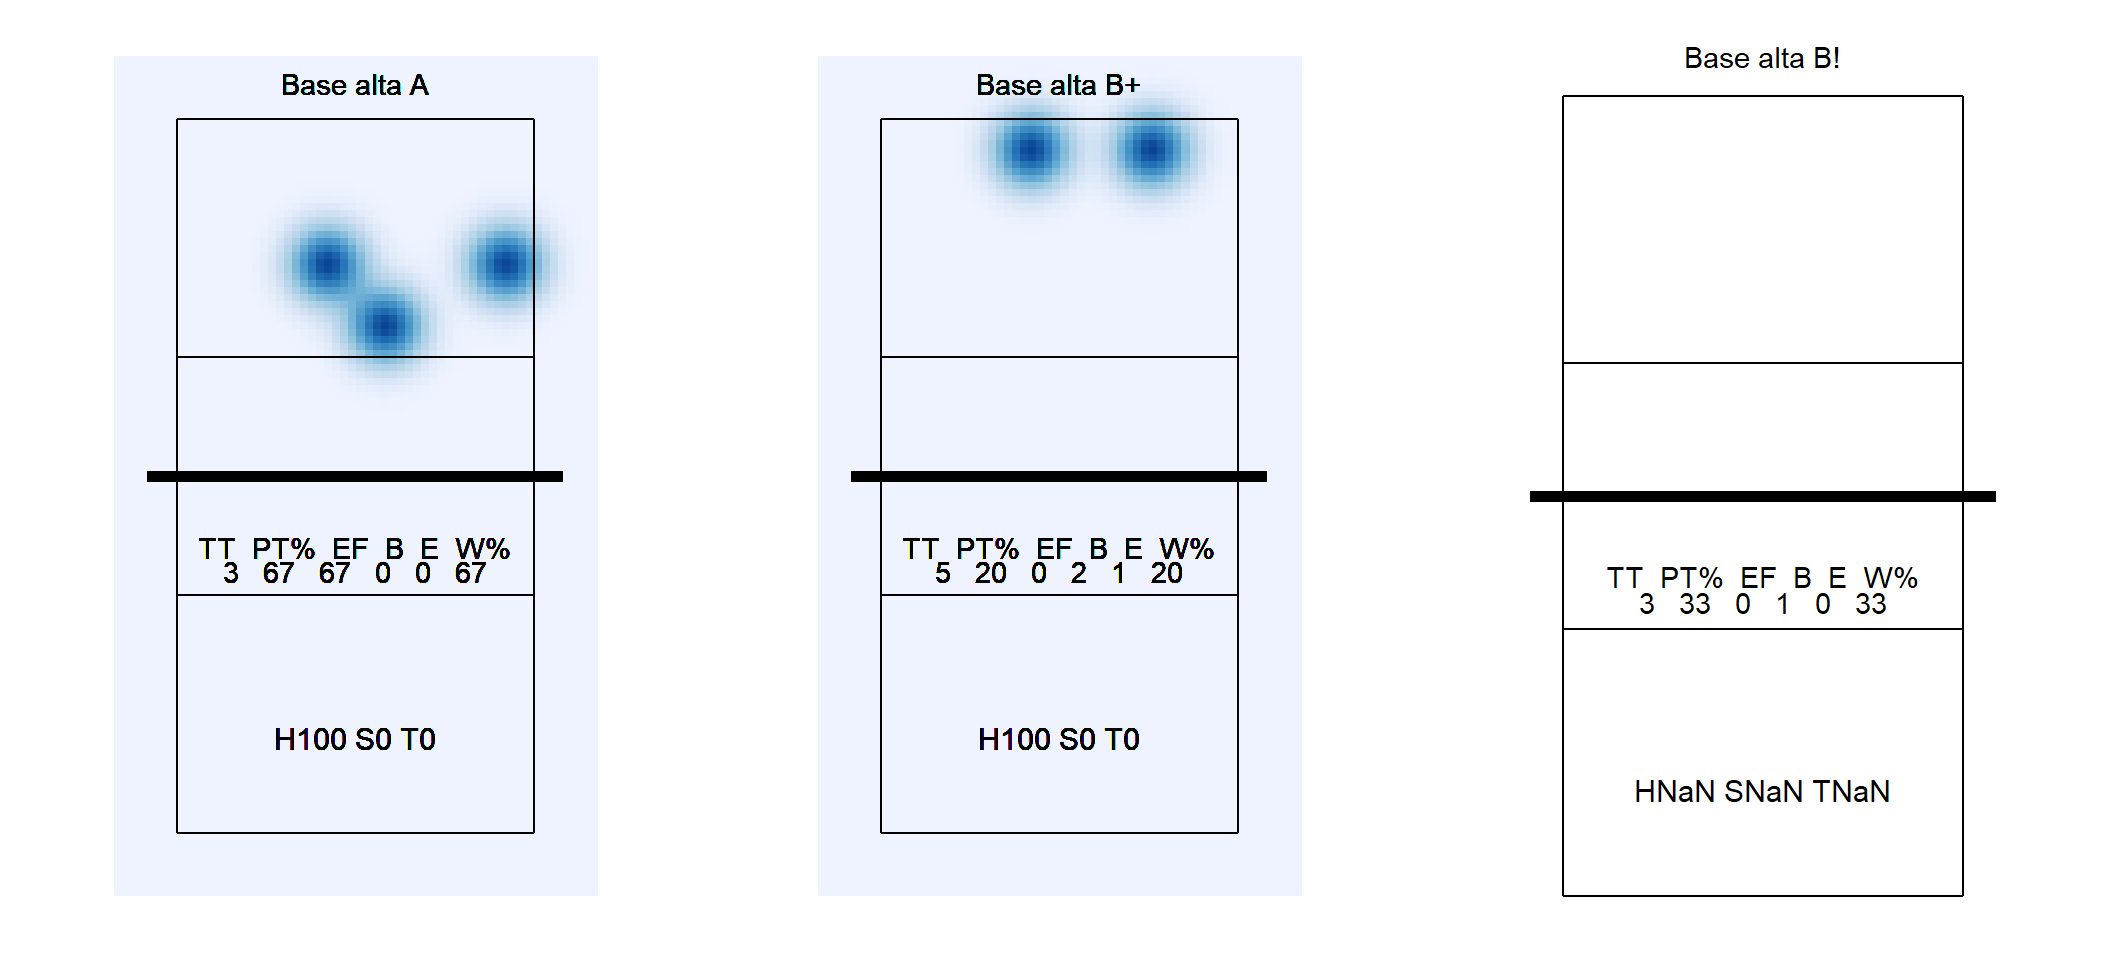 Base alta A
TT PT% EF B E W%
3 67 67 0 0 67
H100 S0 T0
Base alta B+
TT PT% EF B E W%
5 20 0 2 1 20
H100 S0 T0
Base alta B!
TT PT% EF B E W%
3 33 0 1 0 33
HNaN SNaN TNaN